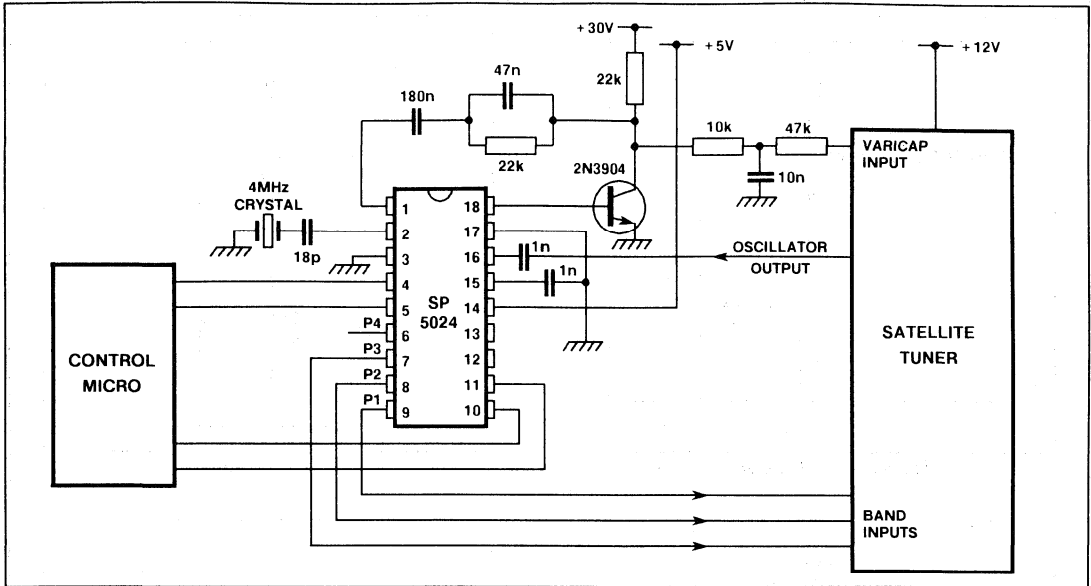 +30V
+5V
+12V
47n
22k
180n
22k
10k
47k
VARICAP
INPUT
10n
2N3904
4MHz
CRYSTAL
18p
1
2
3
4
5
6
7
8
9
18
17
16
15
14
13
12
11
10
SP
5024
P4
P3
P2
P1
1n
1n
OSCILLATOR
OUTPUT
CONTROL
MICRO
SATELLITE
TUNER
BAND
INPUTS